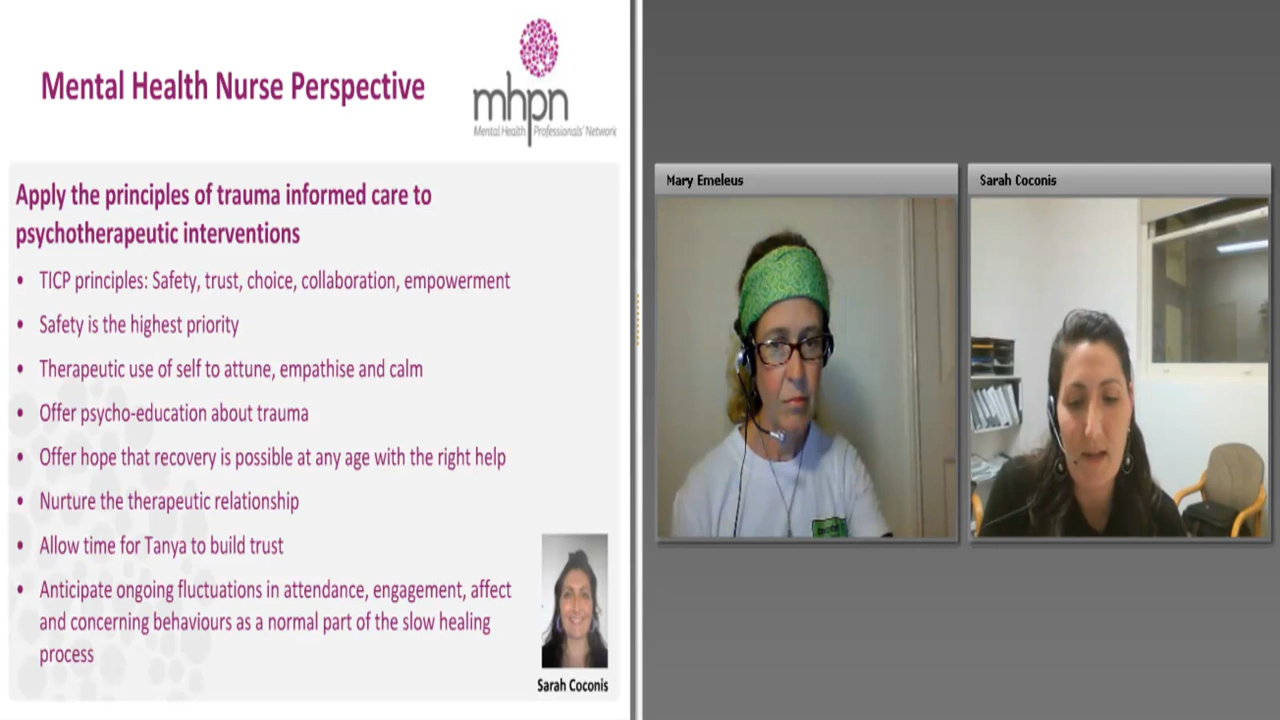 Mental Health Nurse Perspective
mhpn
Mental Health Professionals' Network
Apply the principles of trauma informed care to
psychotherapeutic interventions
• TICP principles: Safety, trust, choice, collaboration, empowerment
• Safety is the highest priority
• Therapeutic use of self to attune, empathise and calm
• Offer psycho-education about trauma
• Offer hope that recovery is possible at any age with the right help
• Nurture the therapeutic relationship
• Allow time for Tanya to build trust
• Anticipate ongoing fluctuations in attendance, engagement, affect
and concerning behaviours as a normal part of the slow healing
process
Sarah Coconis
Mary Emeleus
Sarah Coconis